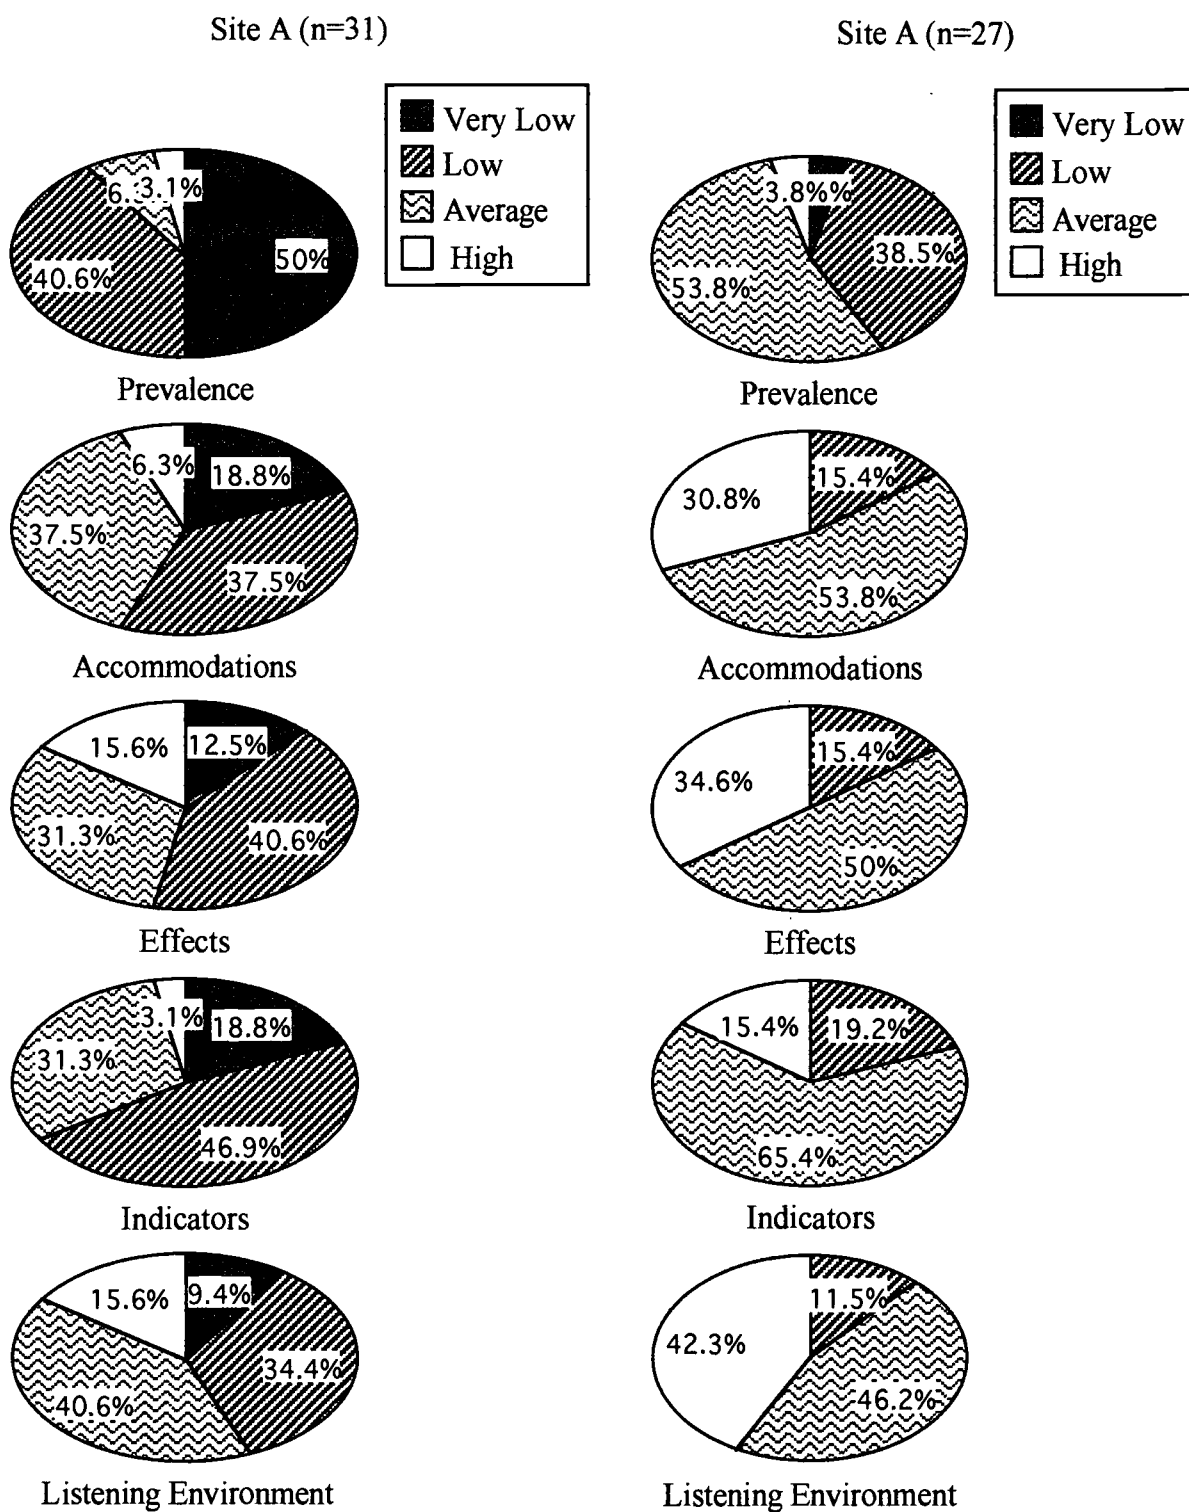 Site A (n=31)
Very Low
Low
Average
High
50%
40.6%
3.1%
Prevalence
18.8%
37.5%
37.5%
6.3%
Accommodations
12.5%
40.6%
31.3%
15.6%
Effects
18.8%
46.9%
31.3%
3.1%
Indicators
9.4%
34.4%
40.6%
15.6%
Listening Environment
Site A (n=27)
Very Low
Low
Average
High
3.8%%
38.5%
53.8%
Prevalence
15.4%
53.8%
30.8%
Accommodations
15.4%
50%
34.6%
Effects
19.2%
65.4%
15.4%
Indicators
11.5%
46.2%
42.3%
Listening Environment